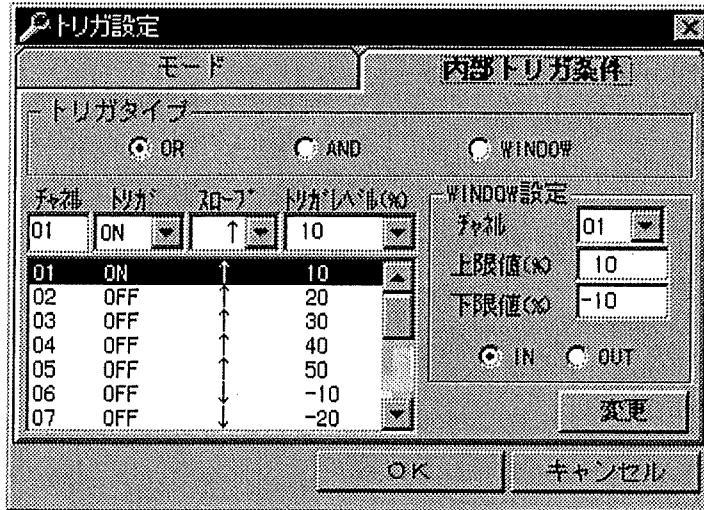 トリガ設定
モード 内部トリガ条件
トリガタイプ
OR AND WINDOW
チャネル トリガ スロープ トリガレベル(%)
01 ON ↑ 10
01 ON ↑ 10
02 OFF ↑ 20
03 OFF ↑ 30
04 OFF ↑ 40
05 OFF ↑ 50
06 OFF ↓ -10
07 OFF ↓ -20
WINDOW設定
チャネル 01
上限値(%) 10
下限値(%) -10
IN OUT
変更
OK キャンセル